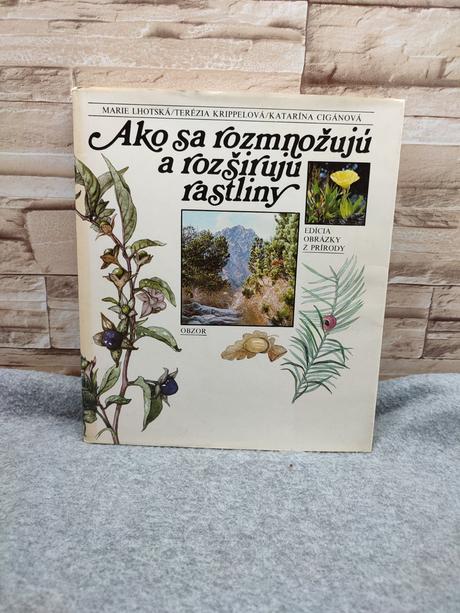 MARIE LHOTSKÁ/TERÉZIA KRIPPELOVÁ/KATARÍNA CIGÁNOVÁ
Ako sa rozmnožujú
a rozširujú
rastliny
EDÍCIA
OBRÁZKY
Z PRÍRODY
OBZOR